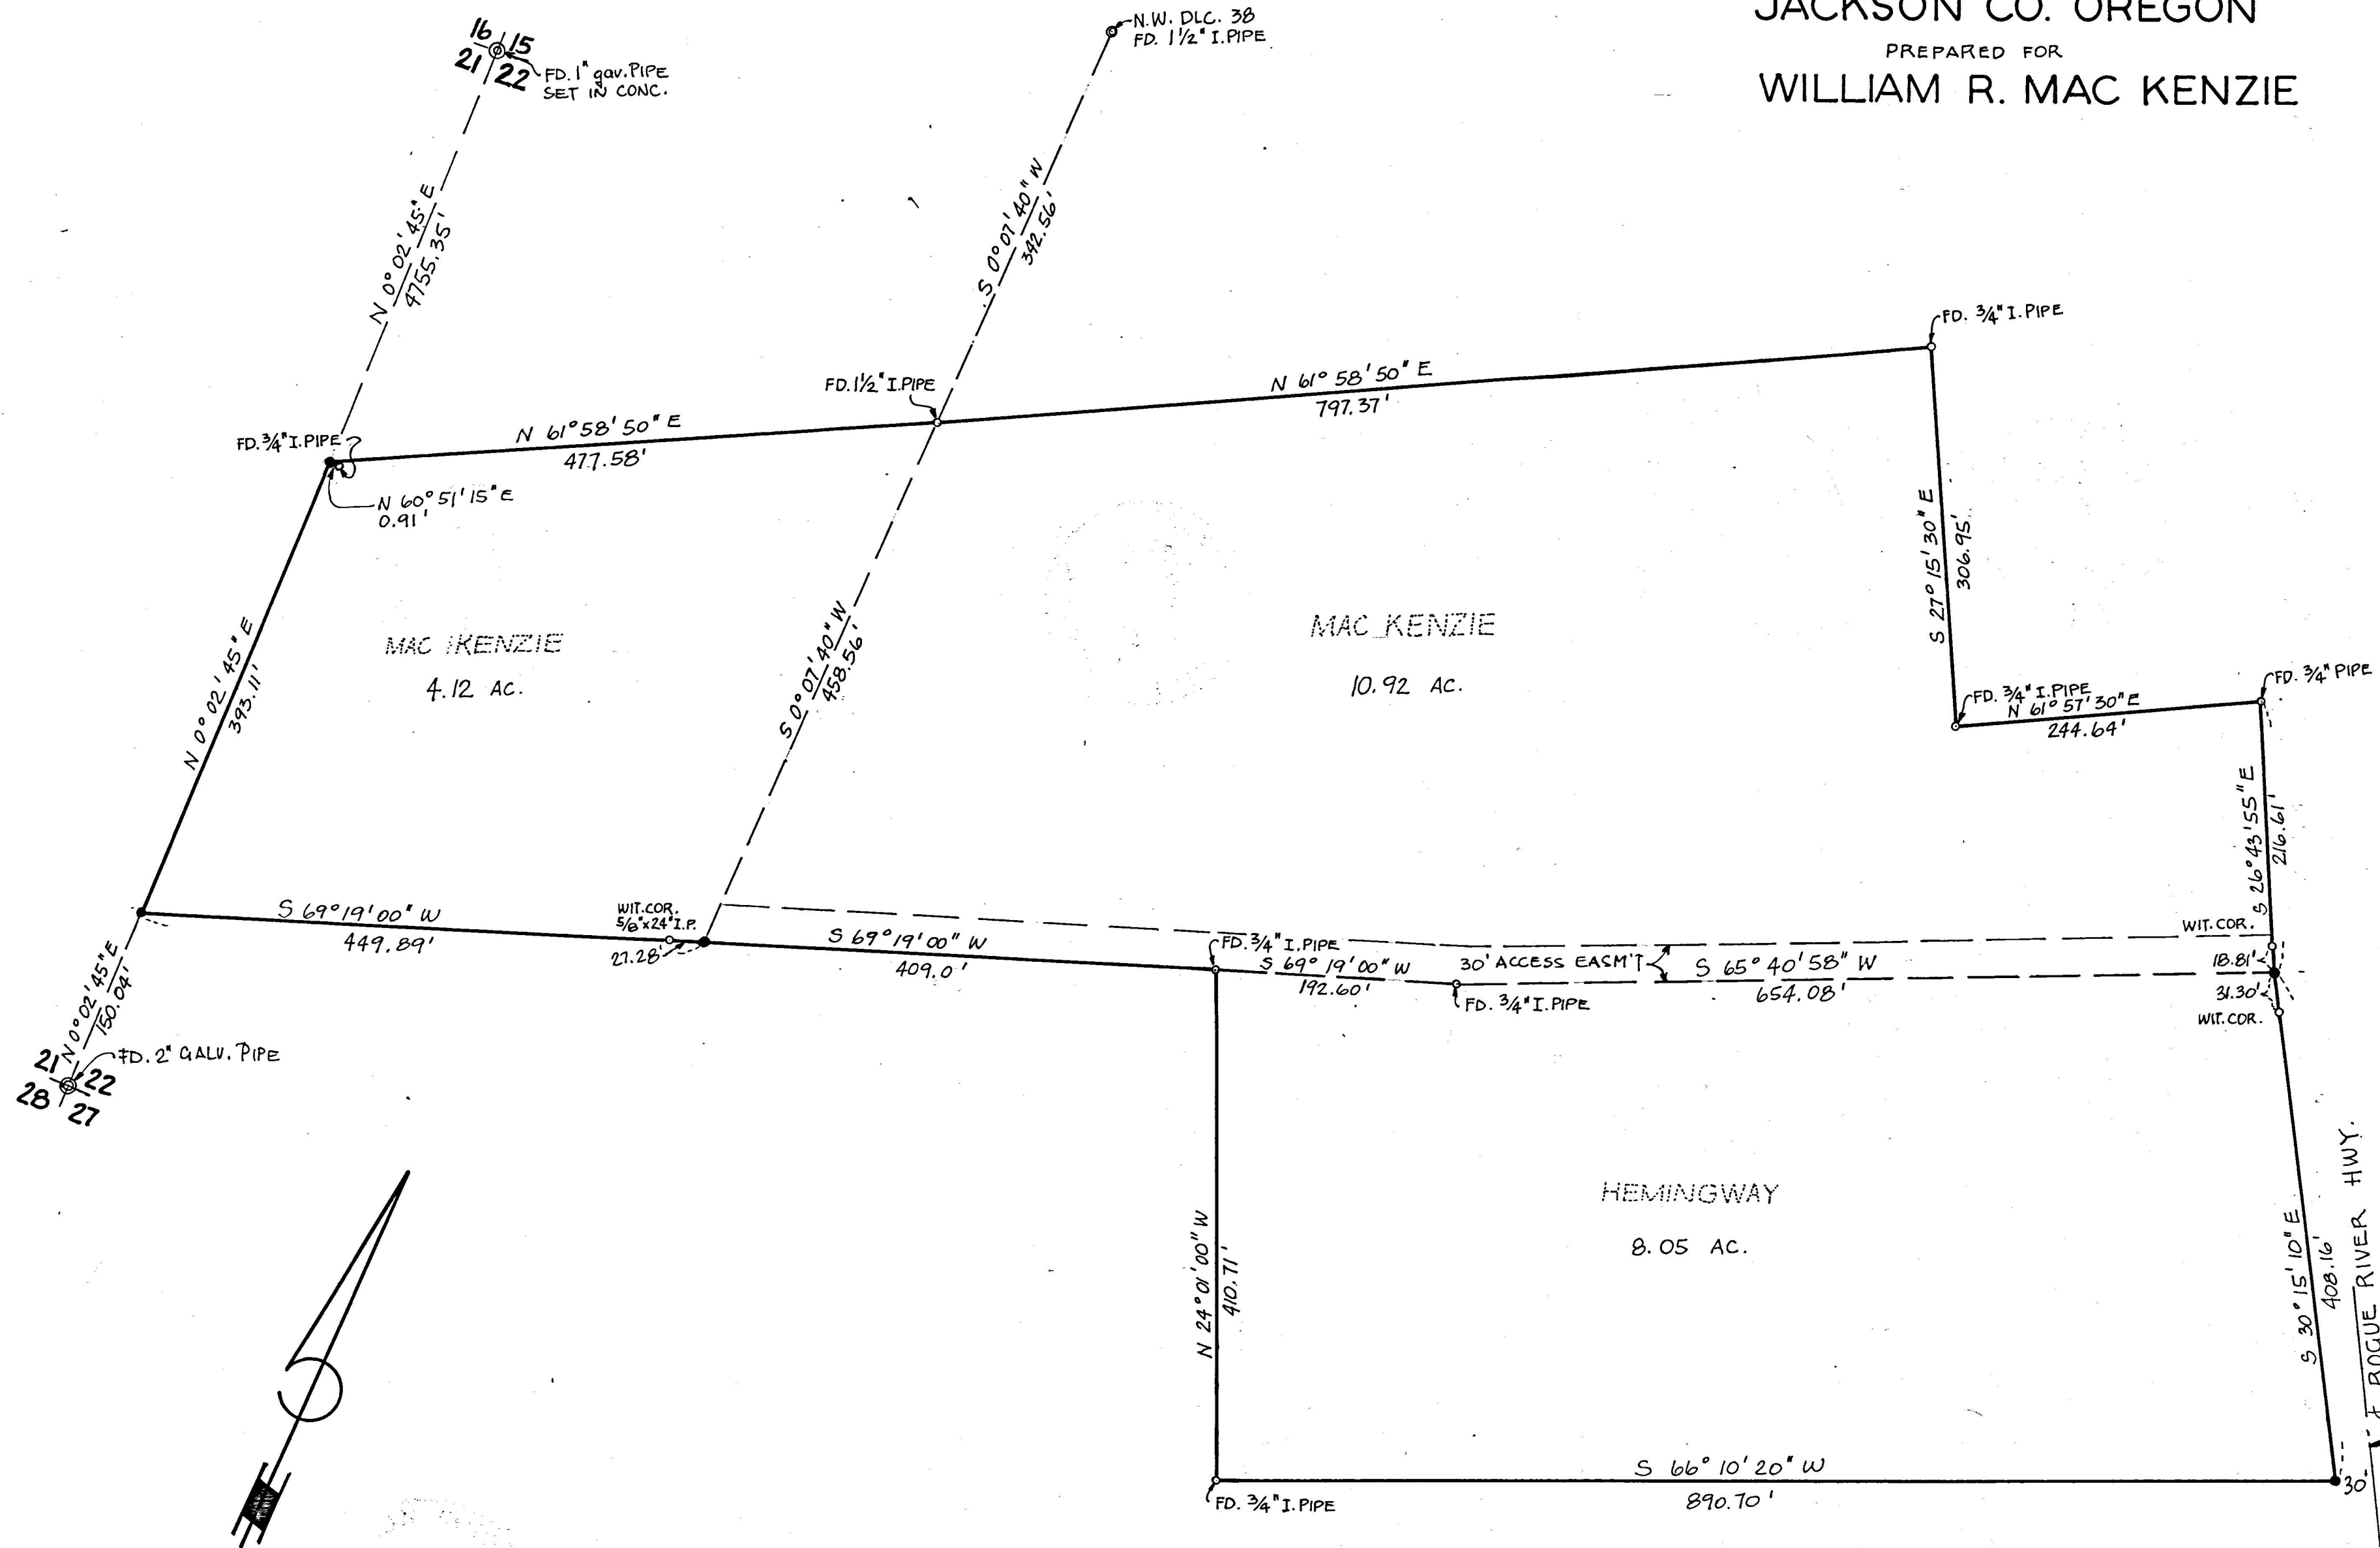 JACKSON CO. OREGON
PREPARED FOR
WILLIAM R. MAC KENZIE
16 15
21 22
FD. 1" gav. PIPE
SET IN CONC.
N.W. DLC. 38
FD. 1 1/2" I.PIPE
N 0° 02' 45" E
4755.35'
S 0° 07' 40" W
342.56'
FD. 3/4" I.PIPE
FD. 1 1/2" I.PIPE
FD. 3/4" I.PIPE
N 61° 58' 50" E
477.58'
N 61° 58' 50" E
797.37'
N 60° 51' 15" E
0.91'
S 27° 15' 30" E
306.95'
MAC KENZIE
4.12 AC.
MAC KENZIE
10.92 AC.
N 0° 02' 45" E
393.11'
S 0° 07' 40" W
458.56'
FD. 3/4" I.PIPE
N 61° 57' 30" E
244.64'
FD. 3/4" PIPE
S 26° 43' 55" E
216.61'
S 69° 19' 00" W
449.89'
WIT. COR.
5/8" x 24" I.P.
27.28'
S 69° 19' 00" W
409.0'
FD. 3/4" I.PIPE
S 69° 19' 00" W
192.60'
FD. 3/4" I.PIPE
30' ACCESS EASM'T
S 65° 40' 58" W
654.08'
WIT. COR.
18.81'
31.30'
WIT. COR.
N 0° 02' 45" E
150.04'
21 22
28 27
FD. 2" GALV. PIPE
HEMINGWAY
8.05 AC.
N 24° 01' 00" W
410.71'
S 30° 15' 10" E
408.16'
ROGUE RIVER HWY.
S 66° 10' 20" W
890.70'
FD. 3/4" I.PIPE
30'